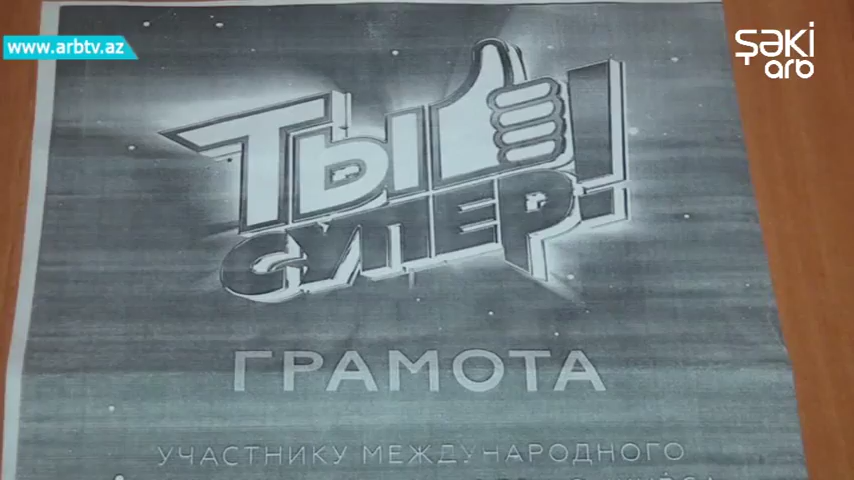 www.arbtv.az
şəki
arb
ТЫ !
СУПЕР
ГРАМОТА
УЧАСТНИКУ МЕЖДУНАРОДНОГО